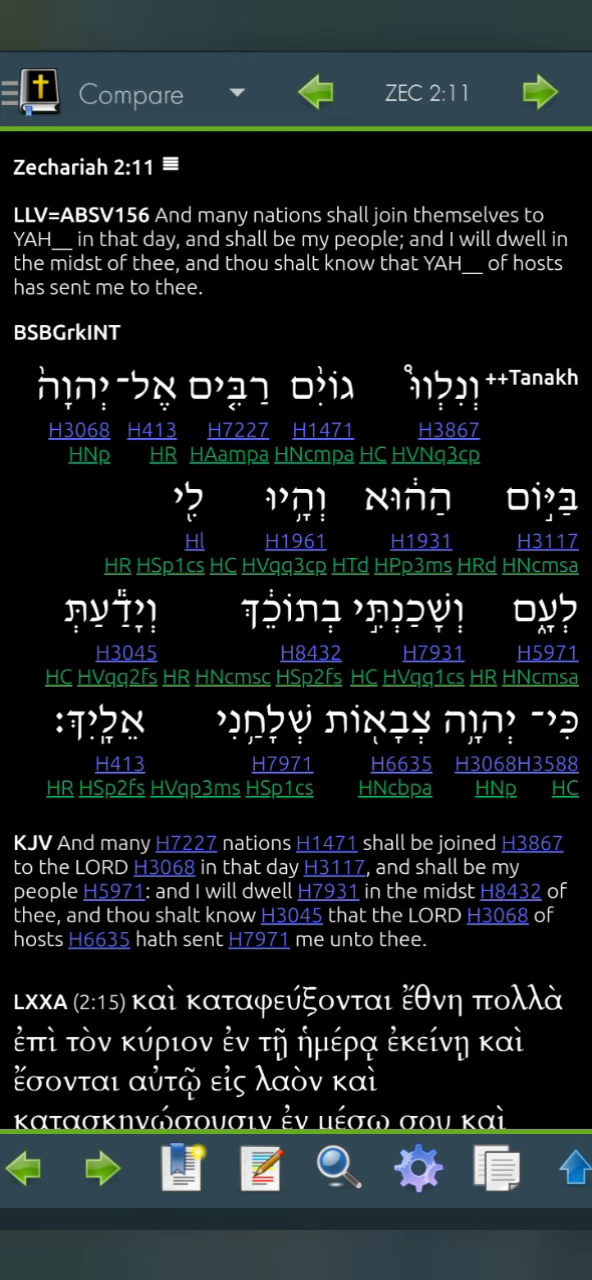 Compare
ZEC 2:11
Zechariah 2:11
LLV=ABSV156 And many nations shall join themselves to
YAH__ in that day, and shall be my people; and I will dwell in
the midst of thee, and thou shalt know that YAH__ of hosts
has sent me to thee.
BSBGrkINT
++Tanakh וְנִלְווּ֩ גוֹיִ֨ם רַבִּ֤ים אֶל־ יְהוָה֙
H3068 H413 H7227 H1471 H3867
HNp HR HAampa HNcmpa HC HVNq3cp
בַּיּ֣וֹם הַה֔וּא וְהָ֥יוּ לִ֖י
Hl H1961 H1931 H3117
HR HSp1cs HC HVqq3cp HTd HPp3ms HRd HNcmsa
לְעָ֑ם וְשָׁכַנְתִּ֣י בְתוֹכֵ֔ךְ וְיָדַ֕עַתְּ
H3045 H8432 H7931 H5971
HC HVqq2fs HR HNcmsc HSp2fs HC HVqq1cs HR HNcmsa
כִּי־ יְהוָ֥ה צְבָא֖וֹת שְׁלָחַ֥נִי אֵלָֽיִךְ׃
H413 H7971 H6635 H3068H3588
HR HSp2fs HVqp3ms HSp1cs HNcbpa HNp HC
KJV And many H7227 nations H1471 shall be joined H3867
to the LORD H3068 in that day H3117, and shall be my
people H5971: and I will dwell H7931 in the midst H8432 of
thee, and thou shalt know H3045 that the LORD H3068 of
hosts H6635 hath sent H7971 me unto thee.
LXXA (2:15) καὶ καταφεύξονται ἔθνη πολλὰ
ἐπὶ τὸν κύριον ἐν τῇ ἡμέρᾳ ἐκείνῃ καὶ
ἔσονται αὐτῷ εἰς λαὸν καὶ
κατασκηνώσουσιν ἐν μέσῳ σου καὶ